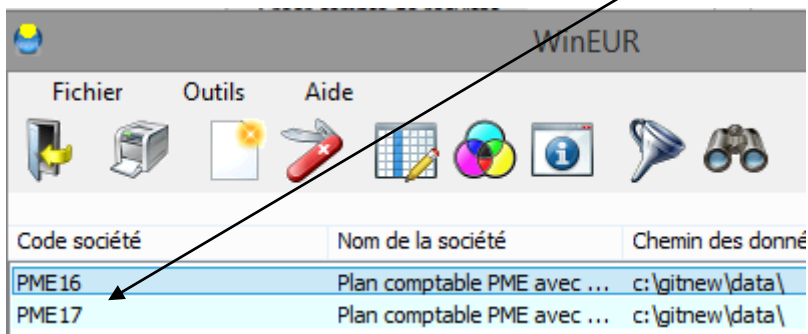 WinEUR
Fichier Outils Aide
Code société Nom de la société Chemin des donné
PME16 Plan comptable PME avec ... c:\gitnew\data\
PME17 Plan comptable PME avec ... c:\gitnew\data\